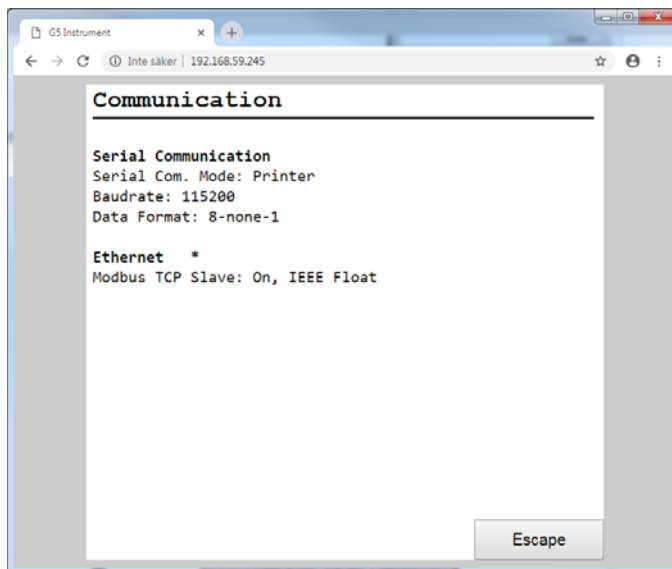 G5 Instrument
Inte säker | 192.168.59.245
Communication
Serial Communication
Serial Com. Mode: Printer
Baudrate: 115200
Data Format: 8-none-1
Ethernet *
Modbus TCP Slave: On, IEEE Float
Escape